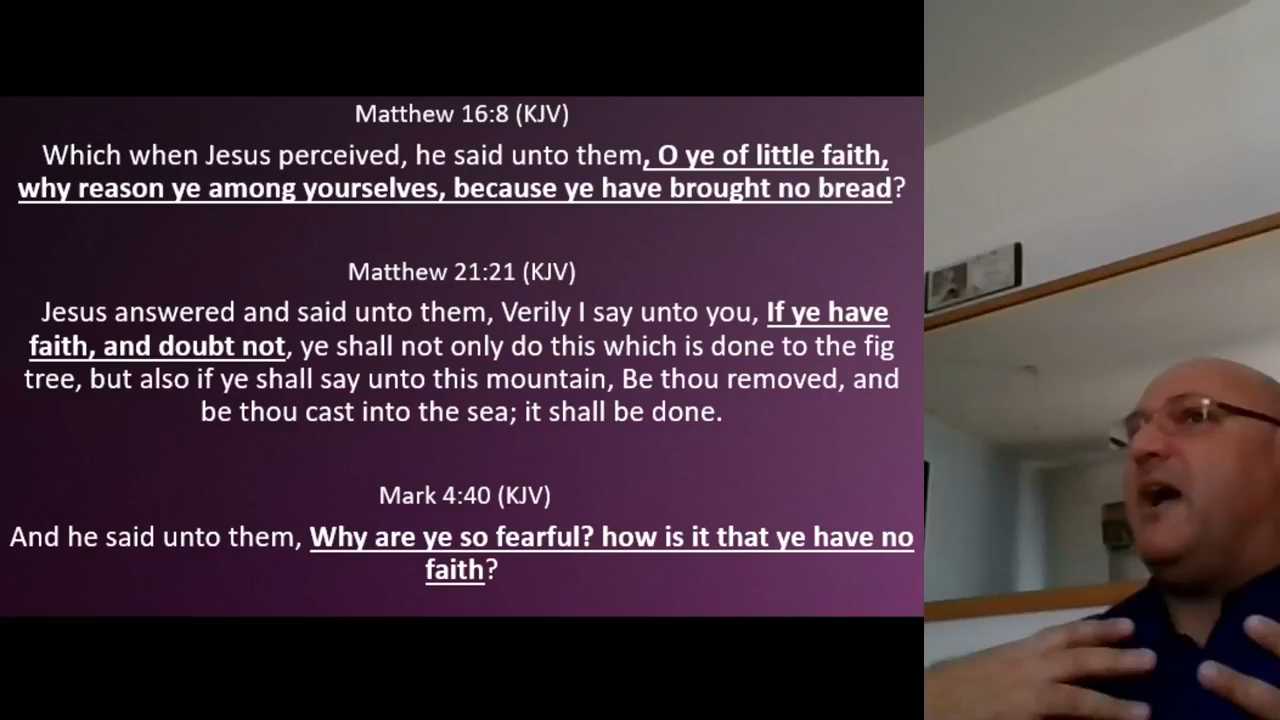 Matthew 16:8 (KJV)
Which when Jesus perceived, he said unto them, O ye of little faith,
why reason ye among yourselves, because ye have brought no bread?
Matthew 21:21 (KJV)
Jesus answered and said unto them, Verily I say unto you, If ye have
faith, and doubt not, ye shall not only do this which is done to the fig
tree, but also if ye shall say unto this mountain, Be thou removed, and
be thou cast into the sea; it shall be done.
Mark 4:40 (KJV)
And he said unto them, Why are ye so fearful? how is it that ye have no
faith?